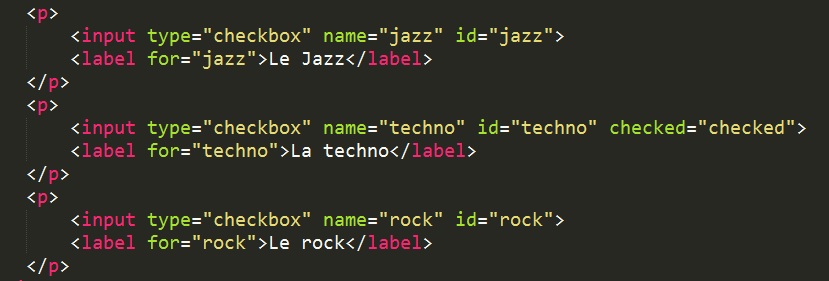 <p>
<input type="checkbox" name="jazz" id="jazz">
<label for="jazz">Le Jazz</label>
</p>
<p>
<input type="checkbox" name="techno" id="techno" checked="checked">
<label for="techno">La techno</label>
</p>
<p>
<input type="checkbox" name="rock" id="rock">
<label for="rock">Le rock</label>
</p>